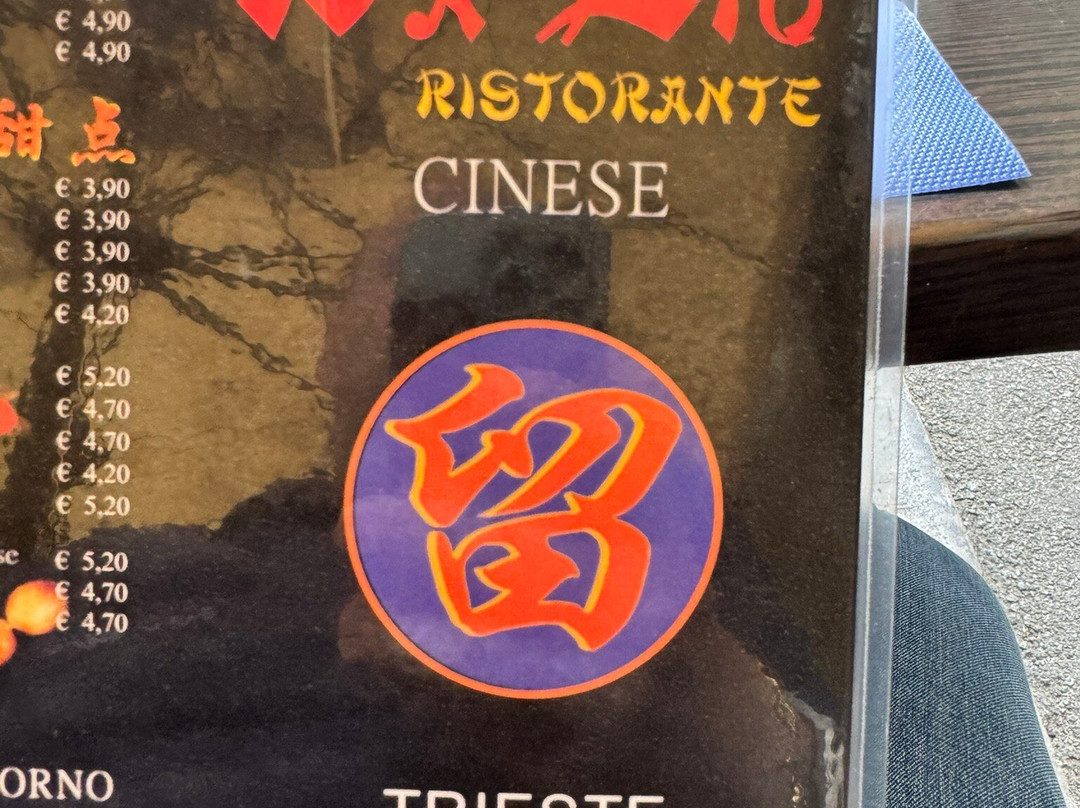 € 4,90
€ 4,90
甜点
€ 3,90
€ 3,90
€ 3,90
€ 3,90
€ 4,20
€ 5,20
€ 4,70
€ 4,70
€ 4,20
€ 5,20
€ 5,20
€ 4,70
€ 4,70
ORNO
RISTORANTE
CINESE
留
TRIESTE